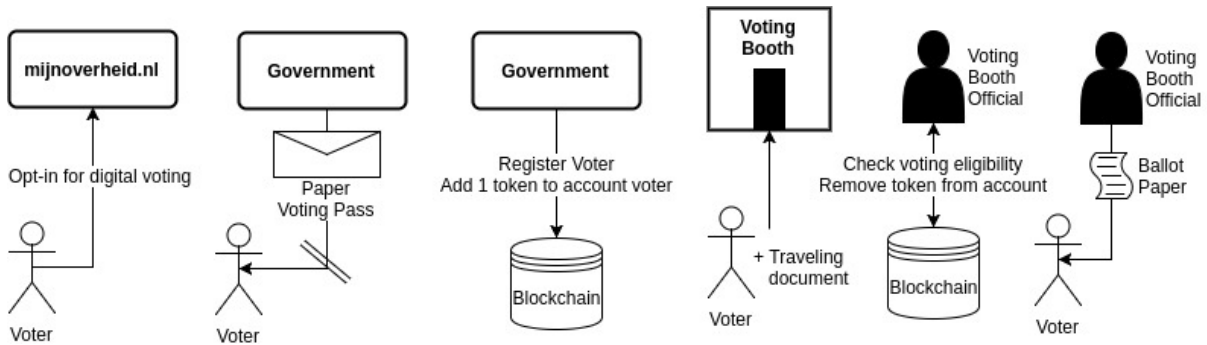 mijnoverheid.nl
Opt-in for digital voting
Voter
Government
Paper
Voting Pass
Voter
Government
Register Voter
Add 1 token to account voter
Blockchain
Voting
Booth
+ Traveling
document
Voter
Voting
Booth
Official
Check voting eligibility
Remove token from account
Blockchain
Voting
Booth
Official
Ballot
Paper
Voter